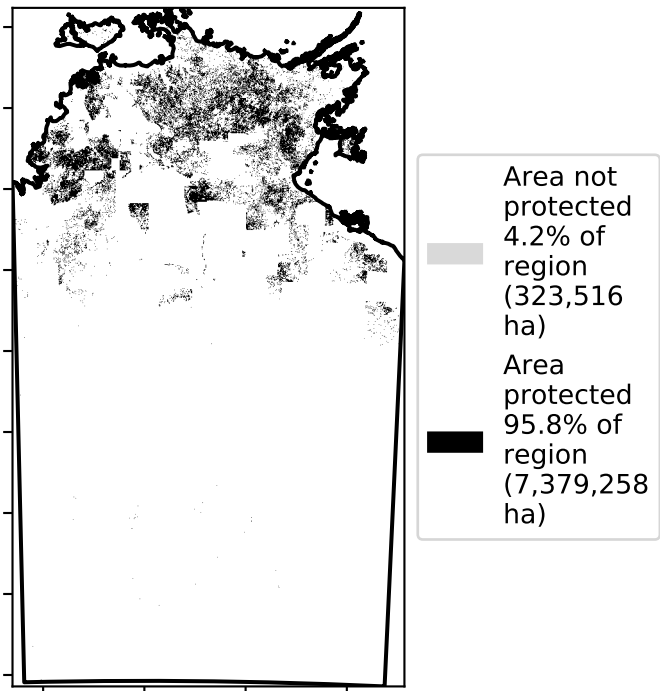 Area not
protected
4.2% of
region
(323,516
ha)
Area
protected
95.8% of
region
(7,379,258
ha)